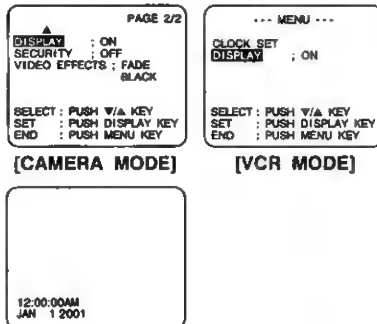 PAGE 2/2
DISPLAY : ON
SECURITY : OFF
VIDEO EFFECTS : FADE
BLACK
SELECT : PUSH ▼/▲ KEY
SET : PUSH DISPLAY KEY
END : PUSH MENU KEY
[CAMERA MODE]
--- MENU ---
CLOCK SET
DISPLAY : ON
SELECT : PUSH ▼/▲ KEY
SET : PUSH DISPLAY KEY
END : PUSH MENU KEY
[VCR MODE]
12:00:00AM
JAN 1 2001